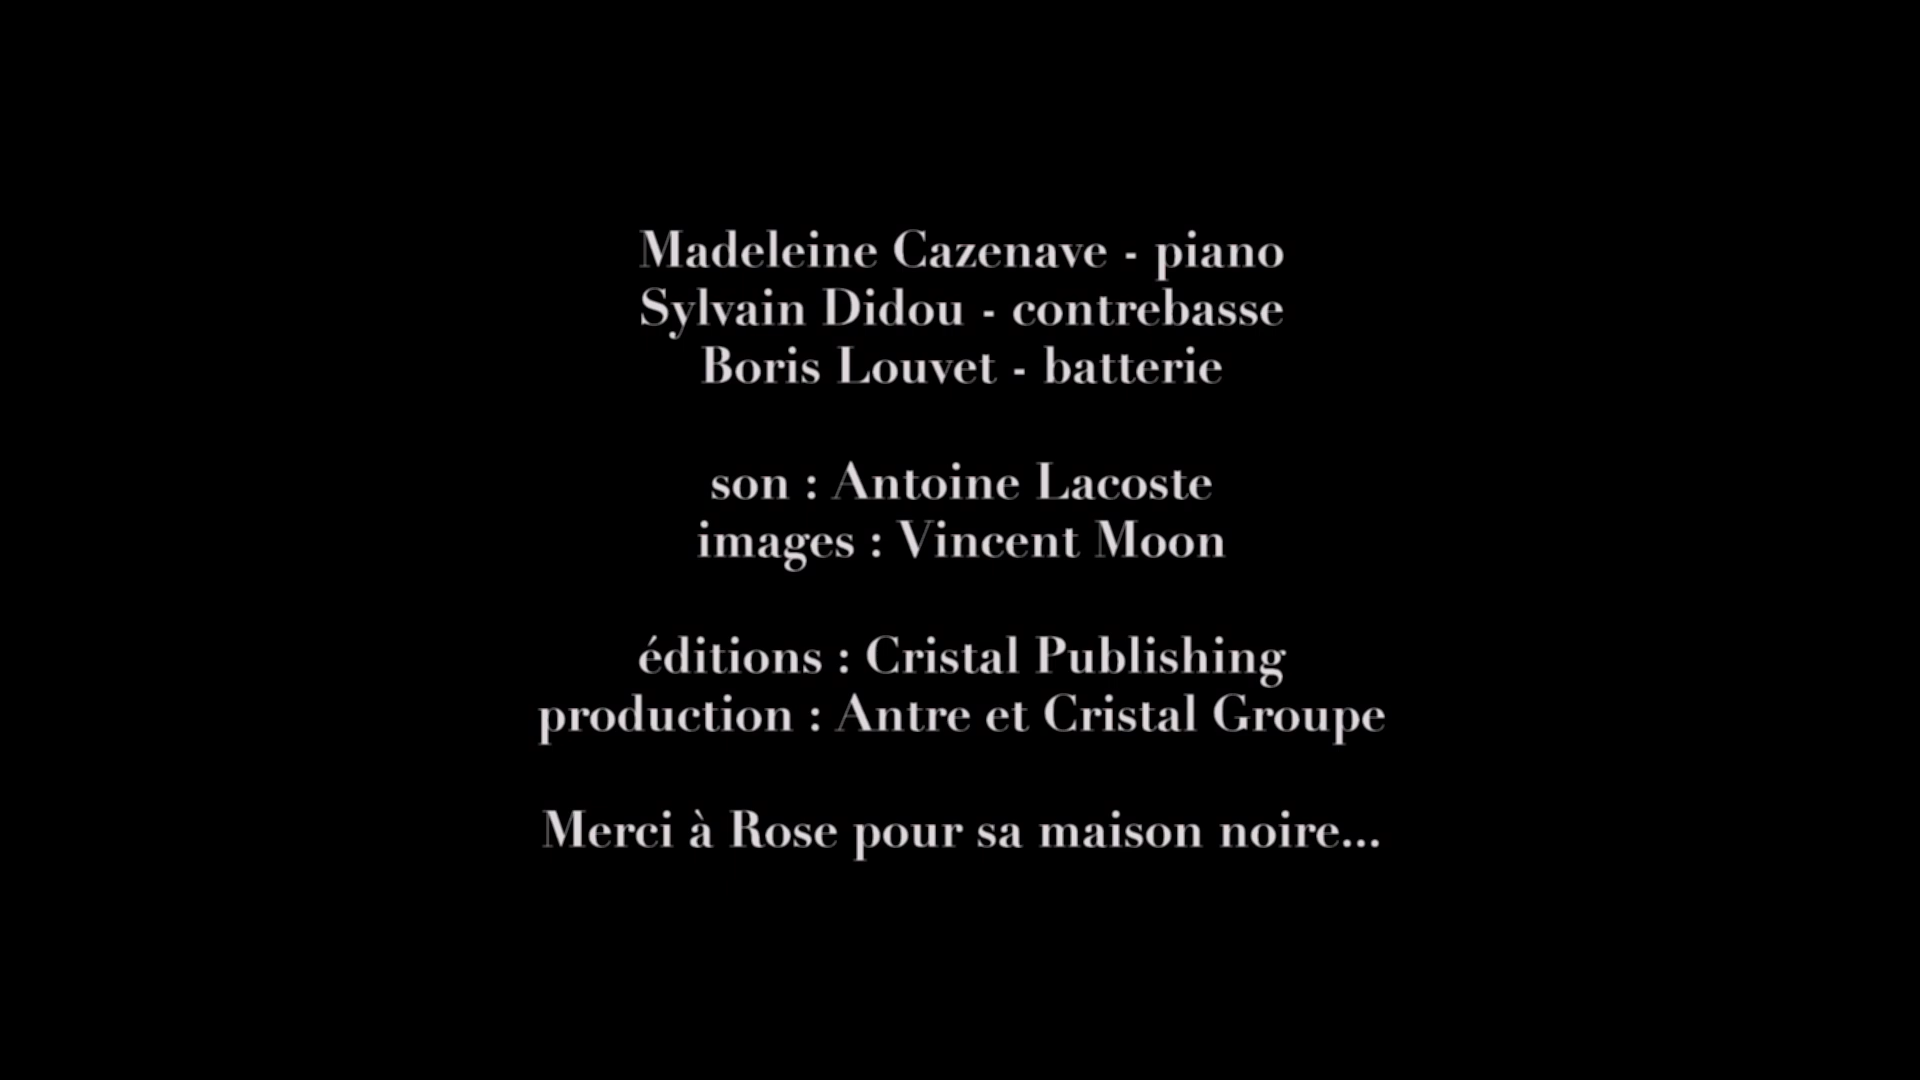 Madeleine Cazenave - piano
Sylvain Didou - contrebasse
Boris Louvet - batterie
son : Antoine Lacoste
images : Vincent Moon
éditions : Cristal Publishing
production : Antre et Cristal Groupe
Merci à Rose pour sa maison noire...